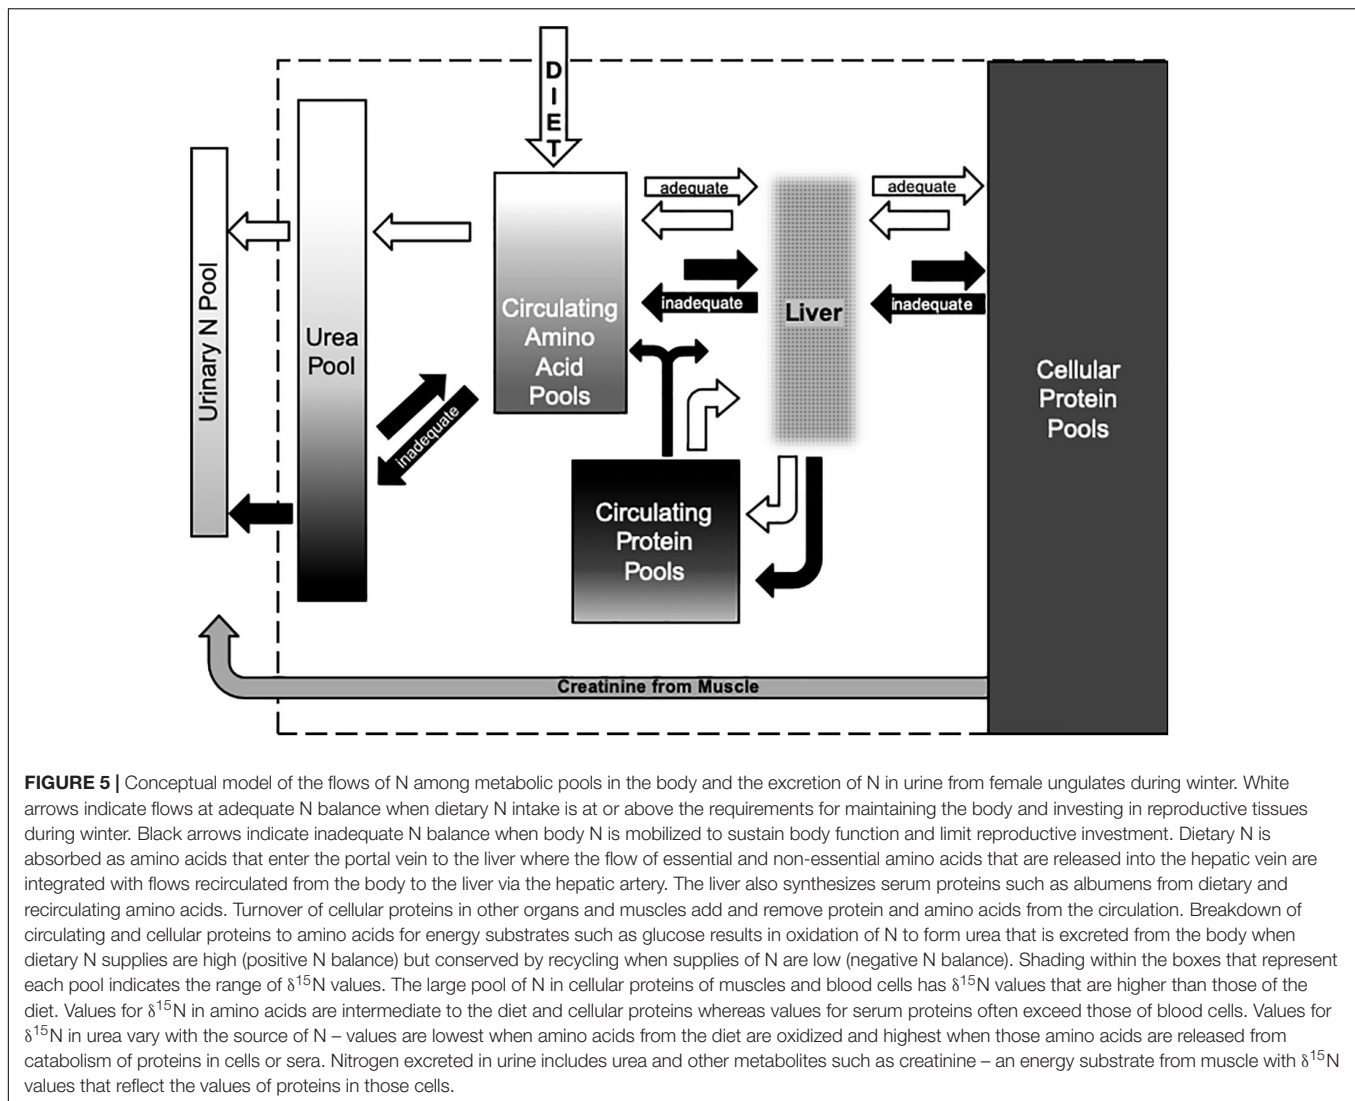 DIET
adequate
adequate
inadequate
inadequate
Liver
Circulating
Amino
Acid
Pools
Urea
Pool
Urinary N Pool
inadequate
Cellular
Protein
Pools
Circulating
Protein
Pools
Creatinine from Muscle
FIGURE 5 | Conceptual model of the flows of N among metabolic pools in the body and the excretion of N in urine from female ungulates during winter. White
arrows indicate flows at adequate N balance when dietary N intake is at or above the requirements for maintaining the body and investing in reproductive tissues
during winter. Black arrows indicate inadequate N balance when body N is mobilized to sustain body function and limit reproductive investment. Dietary N is
absorbed as amino acids that enter the portal vein to the liver where the flow of essential and non-essential amino acids that are released into the hepatic vein are
integrated with flows recirculated from the body to the liver via the hepatic artery. The liver also synthesizes serum proteins such as albumens from dietary and
recirculating amino acids. Turnover of cellular proteins in other organs and muscles add and remove protein and amino acids from the circulation. Breakdown of
circulating and cellular proteins to amino acids for energy substrates such as glucose results in oxidation of N to form urea that is excreted from the body when
dietary N supplies are high (positive N balance) but conserved by recycling when supplies of N are low (negative N balance). Shading within the boxes that represent
each pool indicates the range of δ¹⁵N values. The large pool of N in cellular proteins of muscles and blood cells has δ¹⁵N values that are higher than those of the
diet. Values for δ¹⁵N in amino acids are intermediate to the diet and cellular proteins whereas values for serum proteins often exceed those of blood cells. Values for
δ¹⁵N in urea vary with the source of N – values are lowest when amino acids from the diet are oxidized and highest when those amino acids are released from
catabolism of proteins in cells or sera. Nitrogen excreted in urine includes urea and other metabolites such as creatinine – an energy substrate from muscle with δ¹⁵N
values that reflect the values of proteins in those cells.